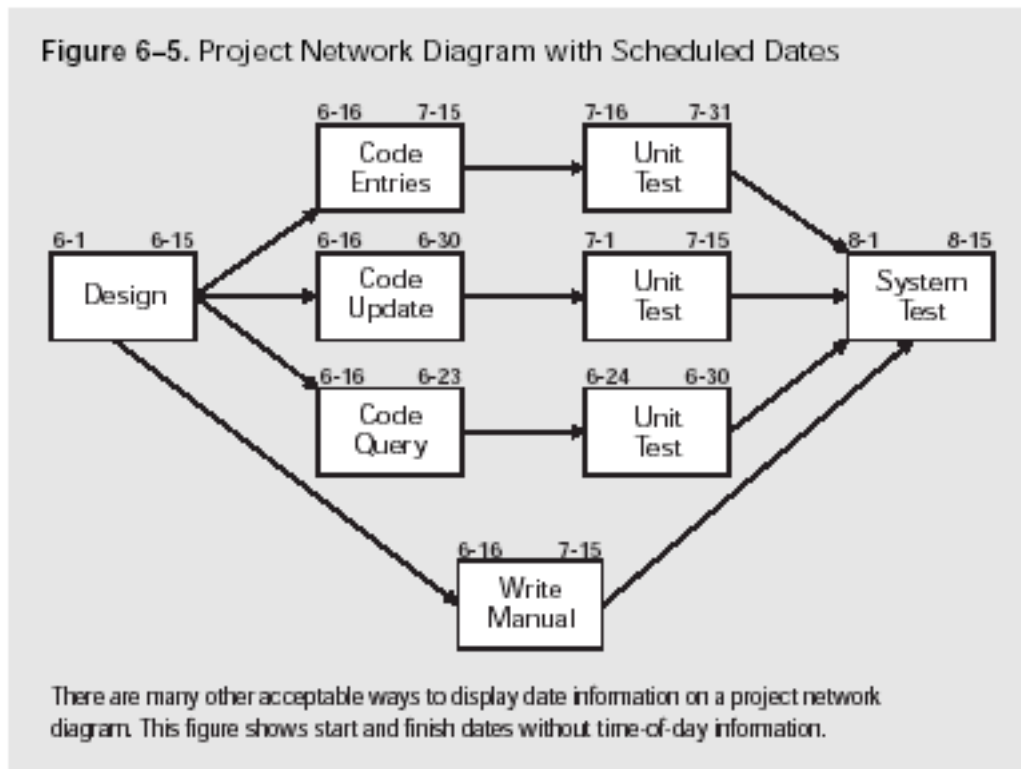 Figure 6–5. Project Network Diagram with Scheduled Dates
6-16 7-15
Code
Entries
7-16 7-31
Unit
Test
6-1 6-15
Design
6-16 6-30
Code
Update
7-1 7-15
Unit
Test
8-1 8-15
System
Test
6-16 6-23
Code
Query
6-24 6-30
Unit
Test
6-16 7-15
Write
Manual
There are many other acceptable ways to display date information on a project network
diagram. This figure shows start and finish dates without time-of-day information.